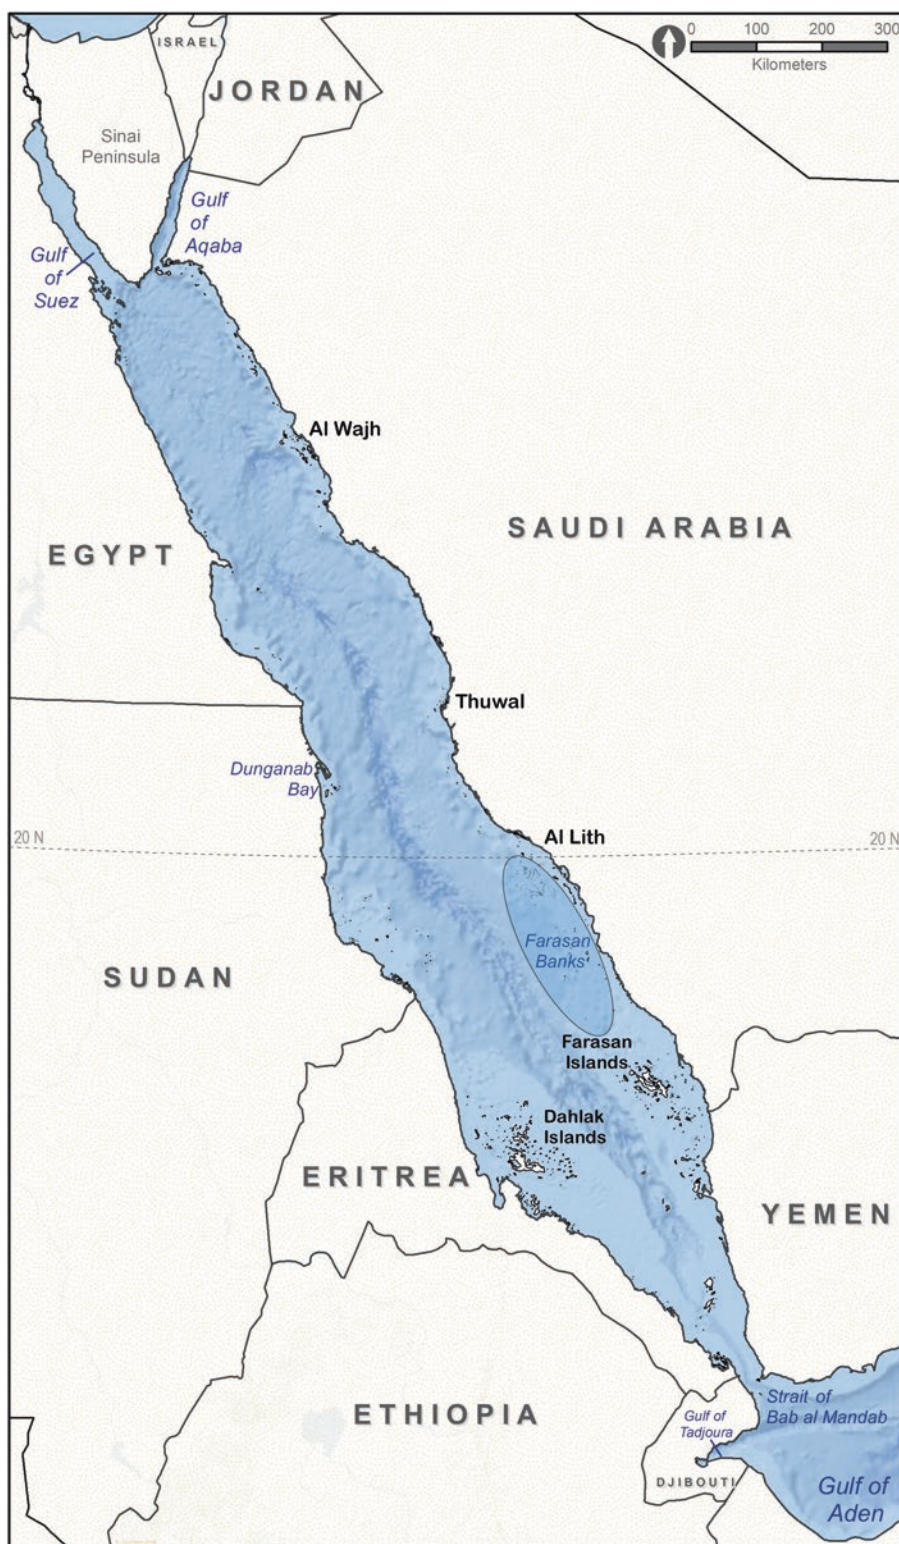 ISRAEL
0 100 200 300
Kilometers
JORDAN
Sinai
Peninsula
Gulf
of
Aqaba
Gulf
of
Suez
Al Wajh
SAUDI ARABIA
EGYPT
Thuwal
Dunganab
Bay
20 N
Al Lith
20 N
Farasan
Banks
SUDAN
Farasan
Islands
Dahlak
Islands
ERITREA
YEMEN
Strait of
Bab al Mandab
ETHIOPIA
Gulf of
Tadjoura
DJIBOUTI
Gulf of
Aden